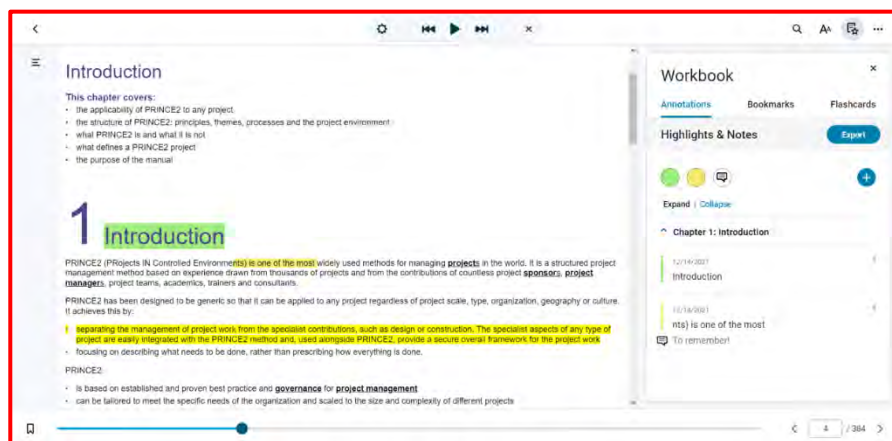 Introduction
This chapter covers:
• the applicability of PRINCE2 to any project
• the structure of PRINCE2: principles, themes, processes and the project environment
• what PRINCE2 is and what it is not
• what defines a PRINCE2 project
• the purpose of the manual
1 Introduction
PRINCE2 (PRojects IN Controlled Environments) is one of the most widely used methods for managing projects in the world. It is a structured project
management method based on experience drawn from thousands of projects and from the contributions of countless project sponsors, project
managers, project teams, academics, trainers and consultants.
PRINCE2 has been designed to be generic so that it can be applied to any project regardless of project scale, type, organization, geography or culture.
It achieves this by:
• separating the management of project work from the specialist contributions, such as design or construction. The specialist aspects of any type of
project are easily integrated with the PRINCE2 method and, used alongside PRINCE2, provide a secure overall framework for the project work
• focusing on describing what needs to be done, rather than prescribing how everything is done.
PRINCE2:
• is based on established and proven best practice and governance for project management
• can be tailored to meet the specific needs of the organization and scaled to the size and complexity of different projects
Workbook
Annotations Bookmarks Flashcards
Highlights & Notes Export
Expand | Collapse
Chapter 1: Introduction
12/14/2021
Introduction
nts) is one of the most
To remember!
4 / 384